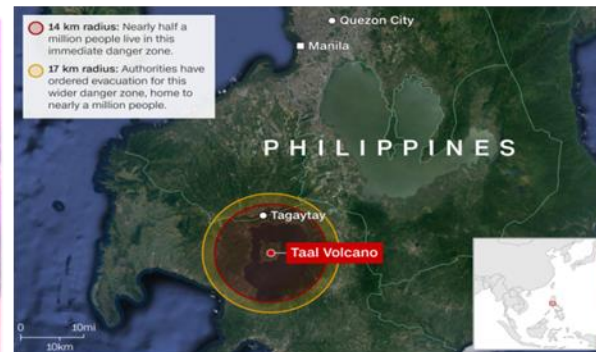 14 km radius: Nearly half a
million people live in this
immediate danger zone.
17 km radius: Authorities have
ordered evacuation for this
wider danger zone, home to
nearly a million people.
Quezon City
Manila
PHILIPPINES
Tagaytay
Taal Volcano
0 10mi
10km